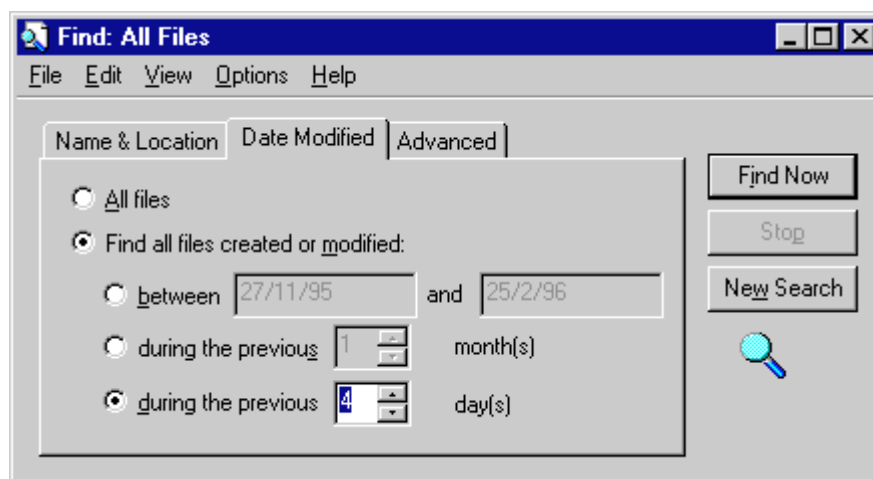 Find: All Files
File Edit View Options Help
Name & Location Date Modified Advanced
Find Now
All files
Stop
Find all files created or modified:
between 27/11/95 and 25/2/96
New Search
during the previous 1 month(s)
during the previous 4 day(s)